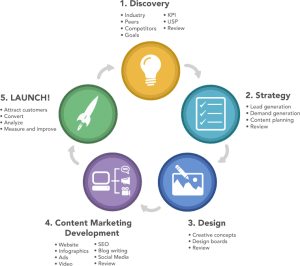 1. Discovery
• Industry
• Peers
• Competitors
• Goals
• KPI
• USP
• Review
2. Strategy
• Lead generation
• Demand generation
• Content planning
• Review
3. Design
• Creative concepts
• Design boards
• Review
4. Content Marketing
Development
• Website
• Infographics
• Ads
• Video
• SEO
• Blog writing
• Social Media
• Review
5. LAUNCH!
• Attract customers
• Convert
• Analyze
• Measure and improve